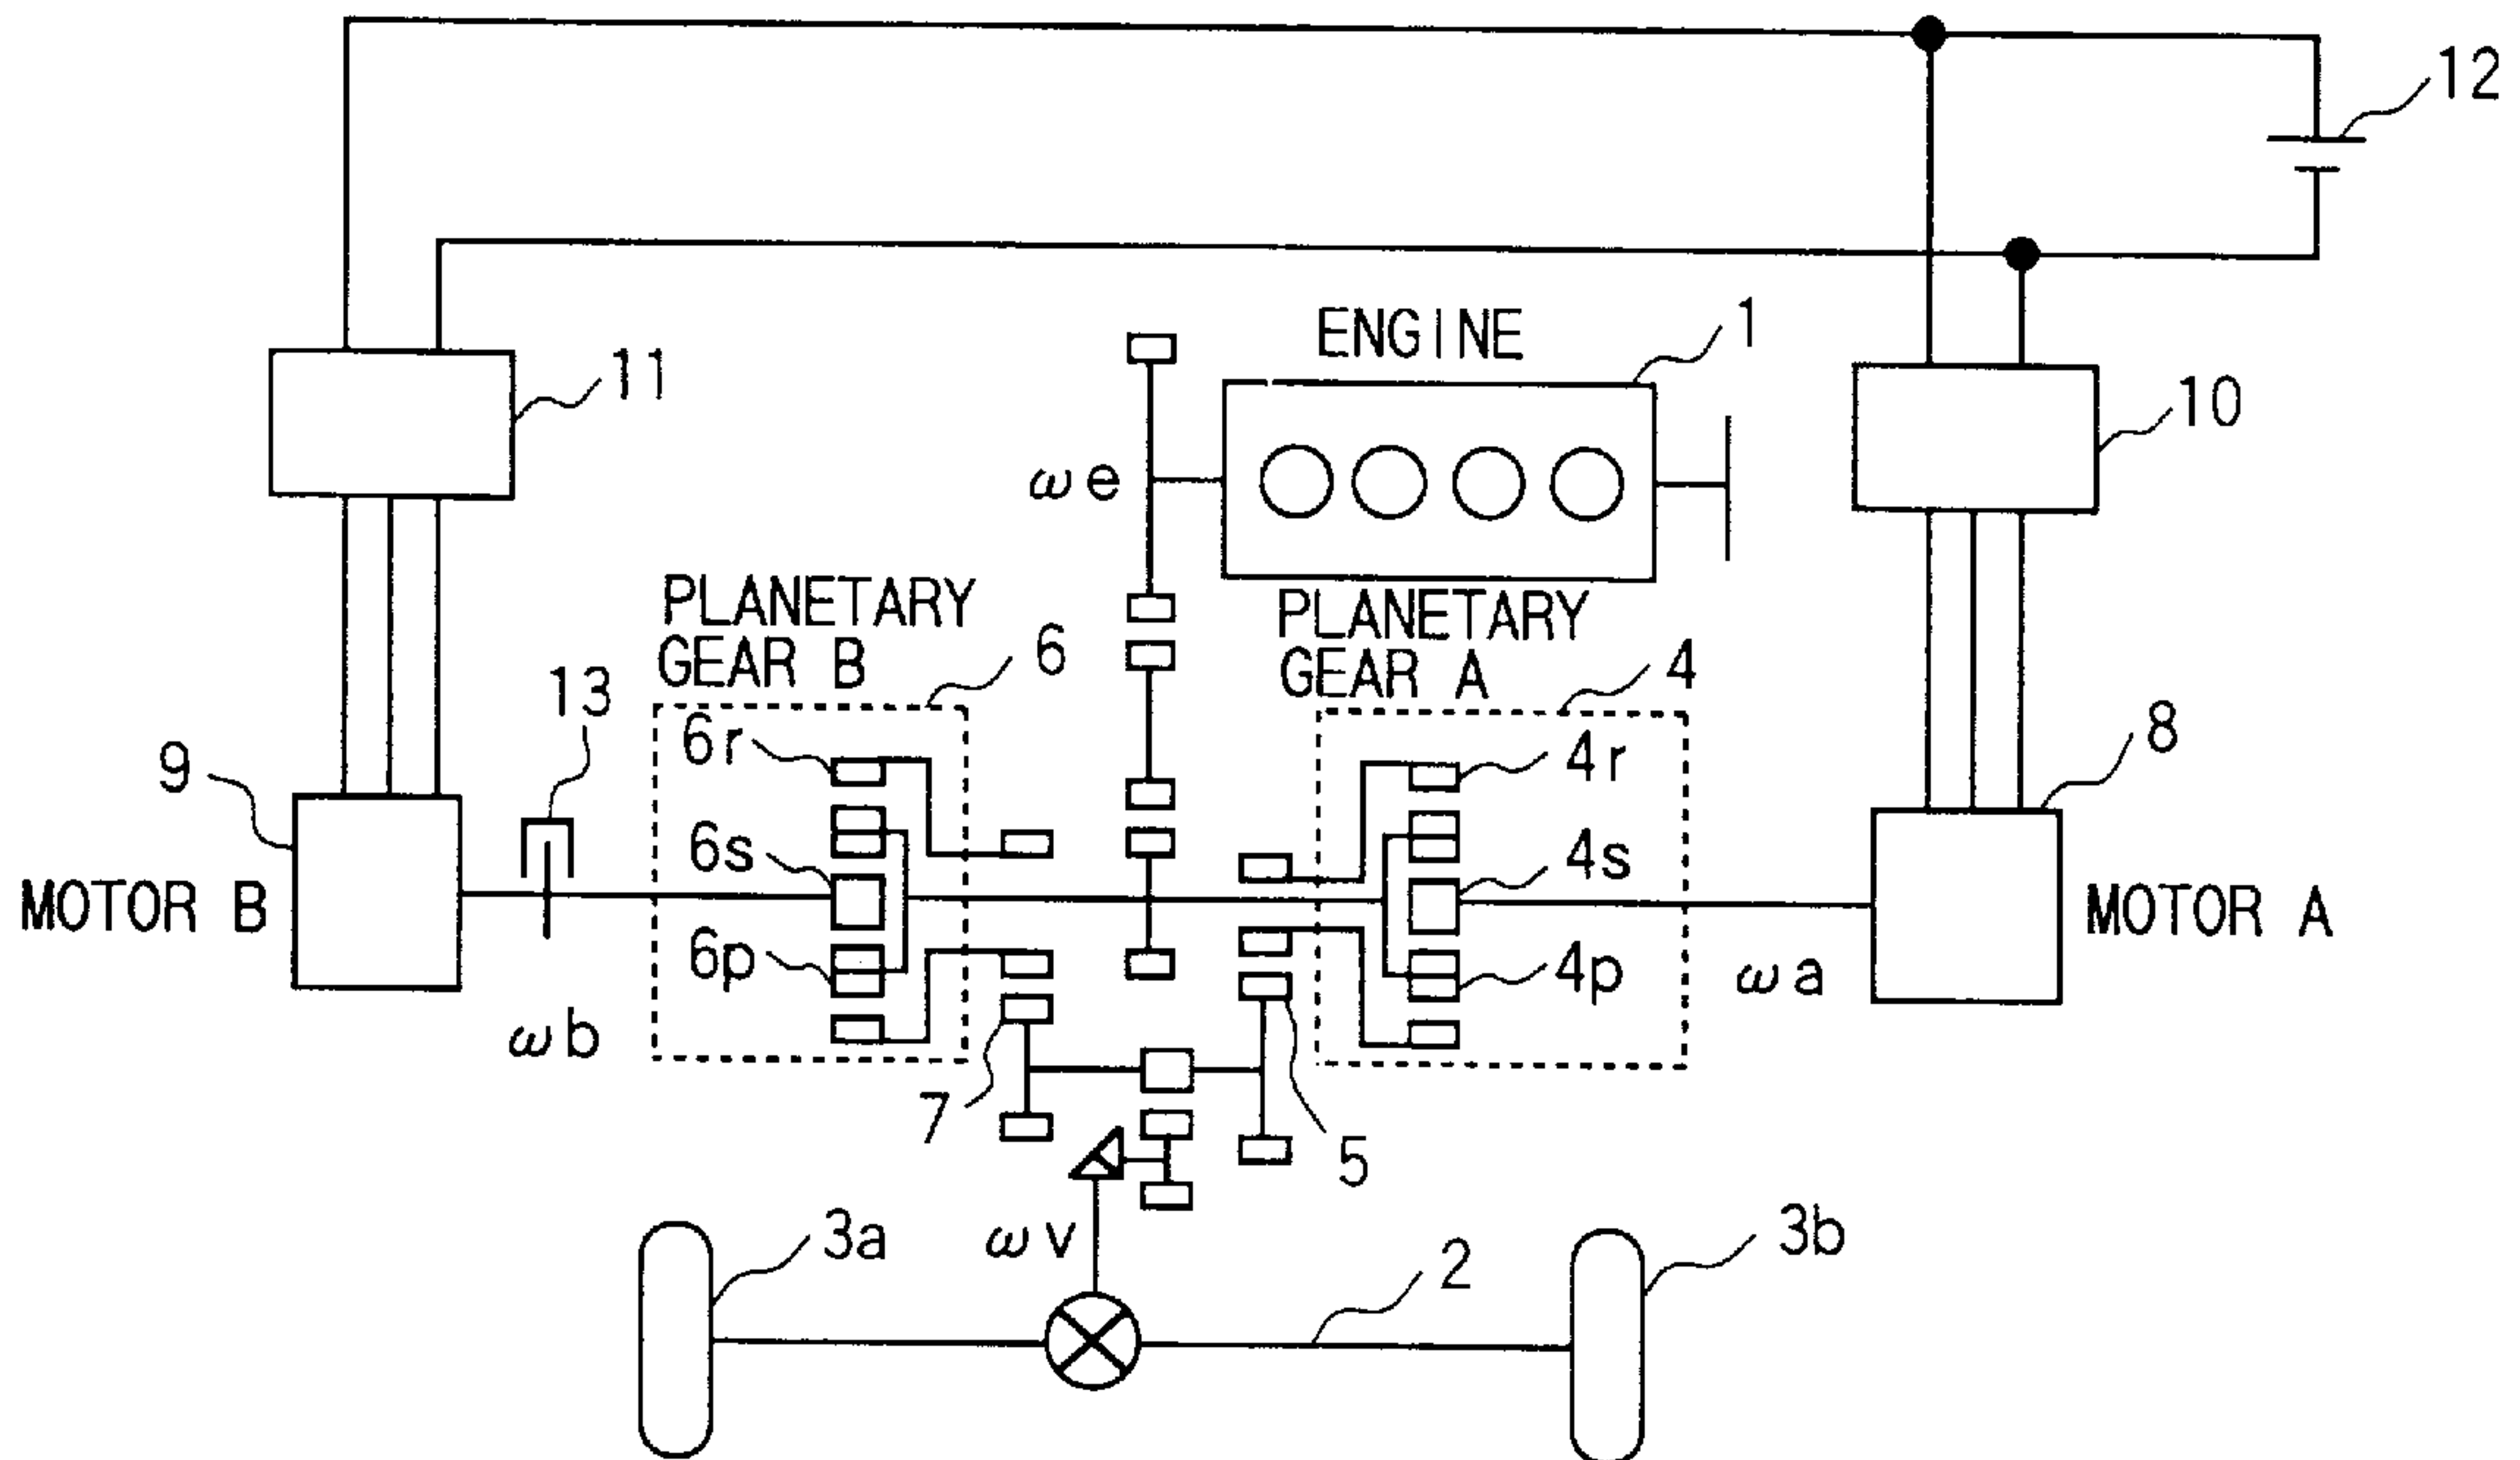 12
ENGINE
1
11
10
ωe
PLANETARY
GEAR B
6
PLANETARY
GEAR A
4
13
8
9
6r
4r
6s
4s
MOTOR B
MOTOR A
6p
4p
ωa
ωb
7
5
3a
ωv
2
3b